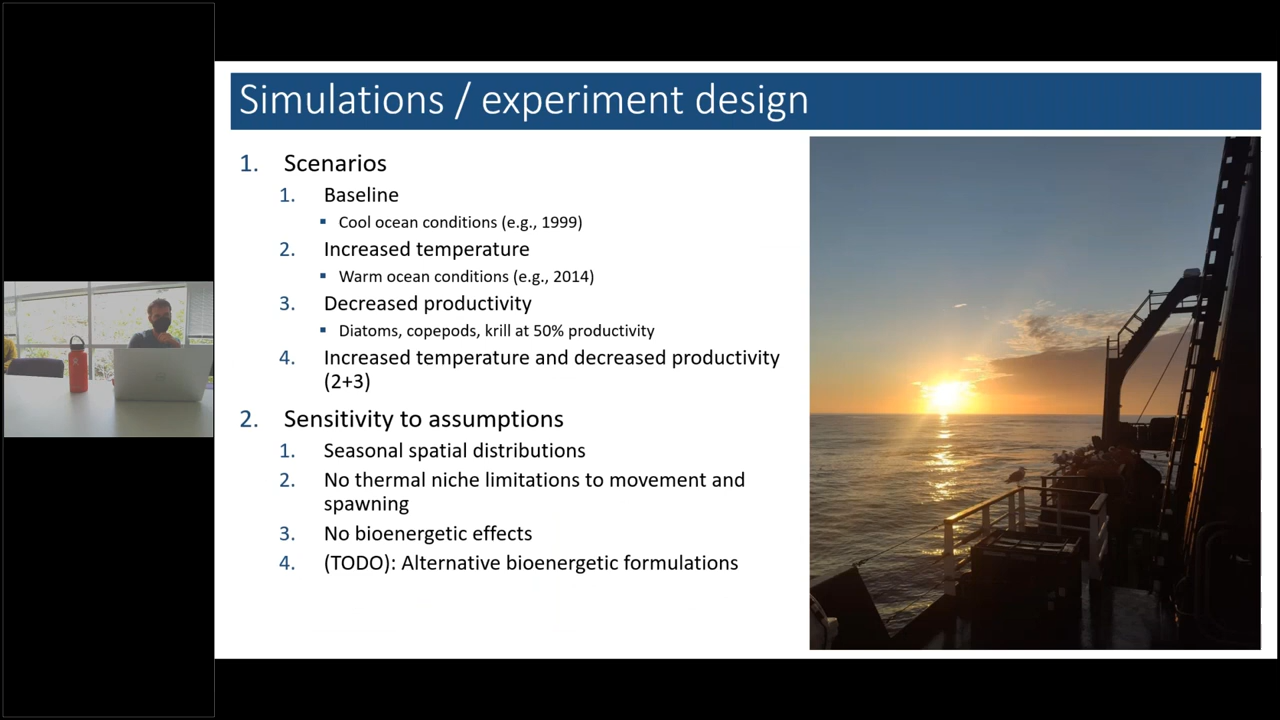 Simulations / experiment design
1. Scenarios
1. Baseline
▪ Cool ocean conditions (e.g., 1999)
2. Increased temperature
▪ Warm ocean conditions (e.g., 2014)
3. Decreased productivity
▪ Diatoms, copepods, krill at 50% productivity
4. Increased temperature and decreased productivity
(2+3)
2. Sensitivity to assumptions
1. Seasonal spatial distributions
2. No thermal niche limitations to movement and
spawning
3. No bioenergetic effects
4. (TODO): Alternative bioenergetic formulations